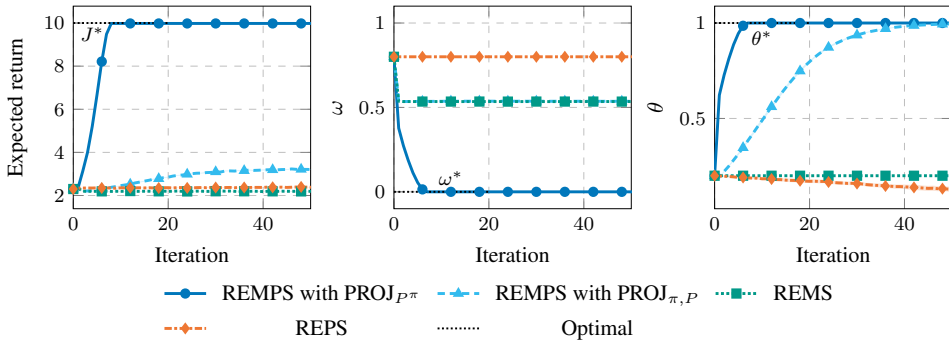 Expected return
10
8
6
4
3
2
J*
0
20
40
Iteration
ω
1
0.5
0
ω*
0
20
40
Iteration
θ
1
0.5
θ*
0
20
40
Iteration
REMPS with PROJ_{P^π}
REMPS with PROJ_{π,P}
REMS
REPS
Optimal